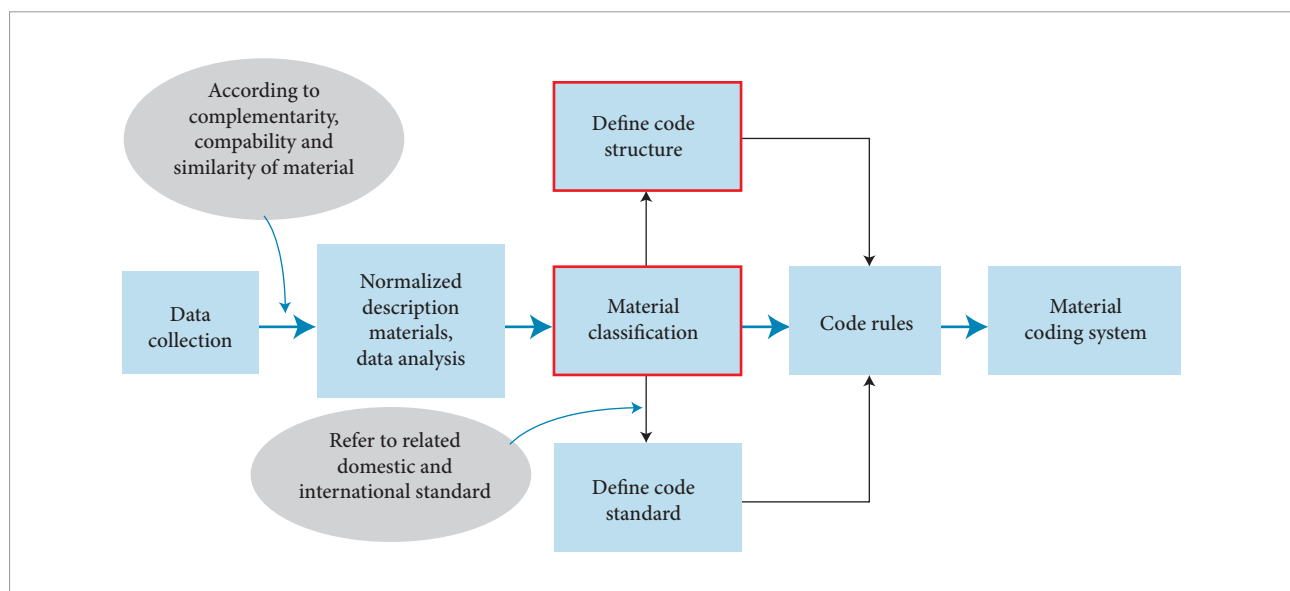 According to
complementarity,
compability and
similarity of material
Define code
structure
Data
collection
Normalized
description
materials,
data analysis
Material
classification
Code rules
Material
coding system
Refer to related
domestic and
international standard
Define code
standard